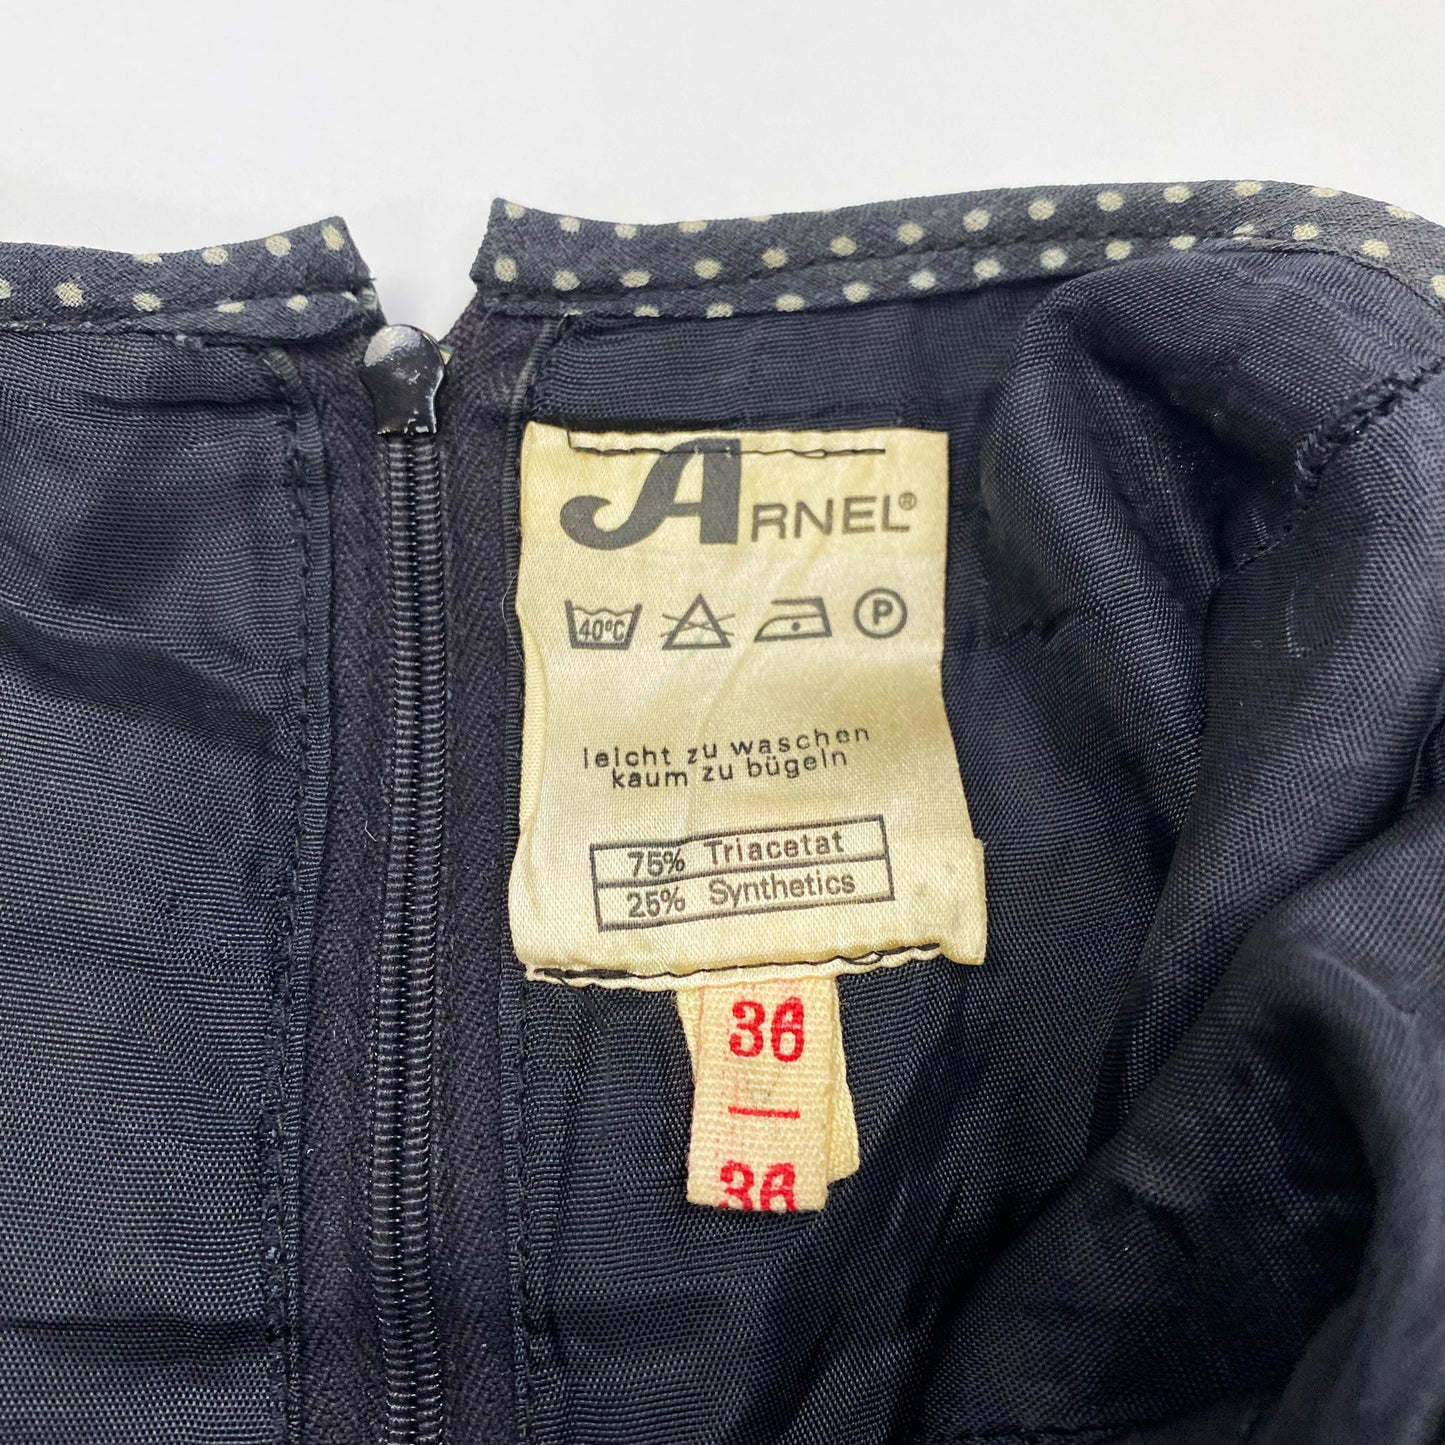 ARNEL®
40°C P
leicht zu waschen
kaum zu bügeln
75% Triacetat
25% Synthetics
36
36